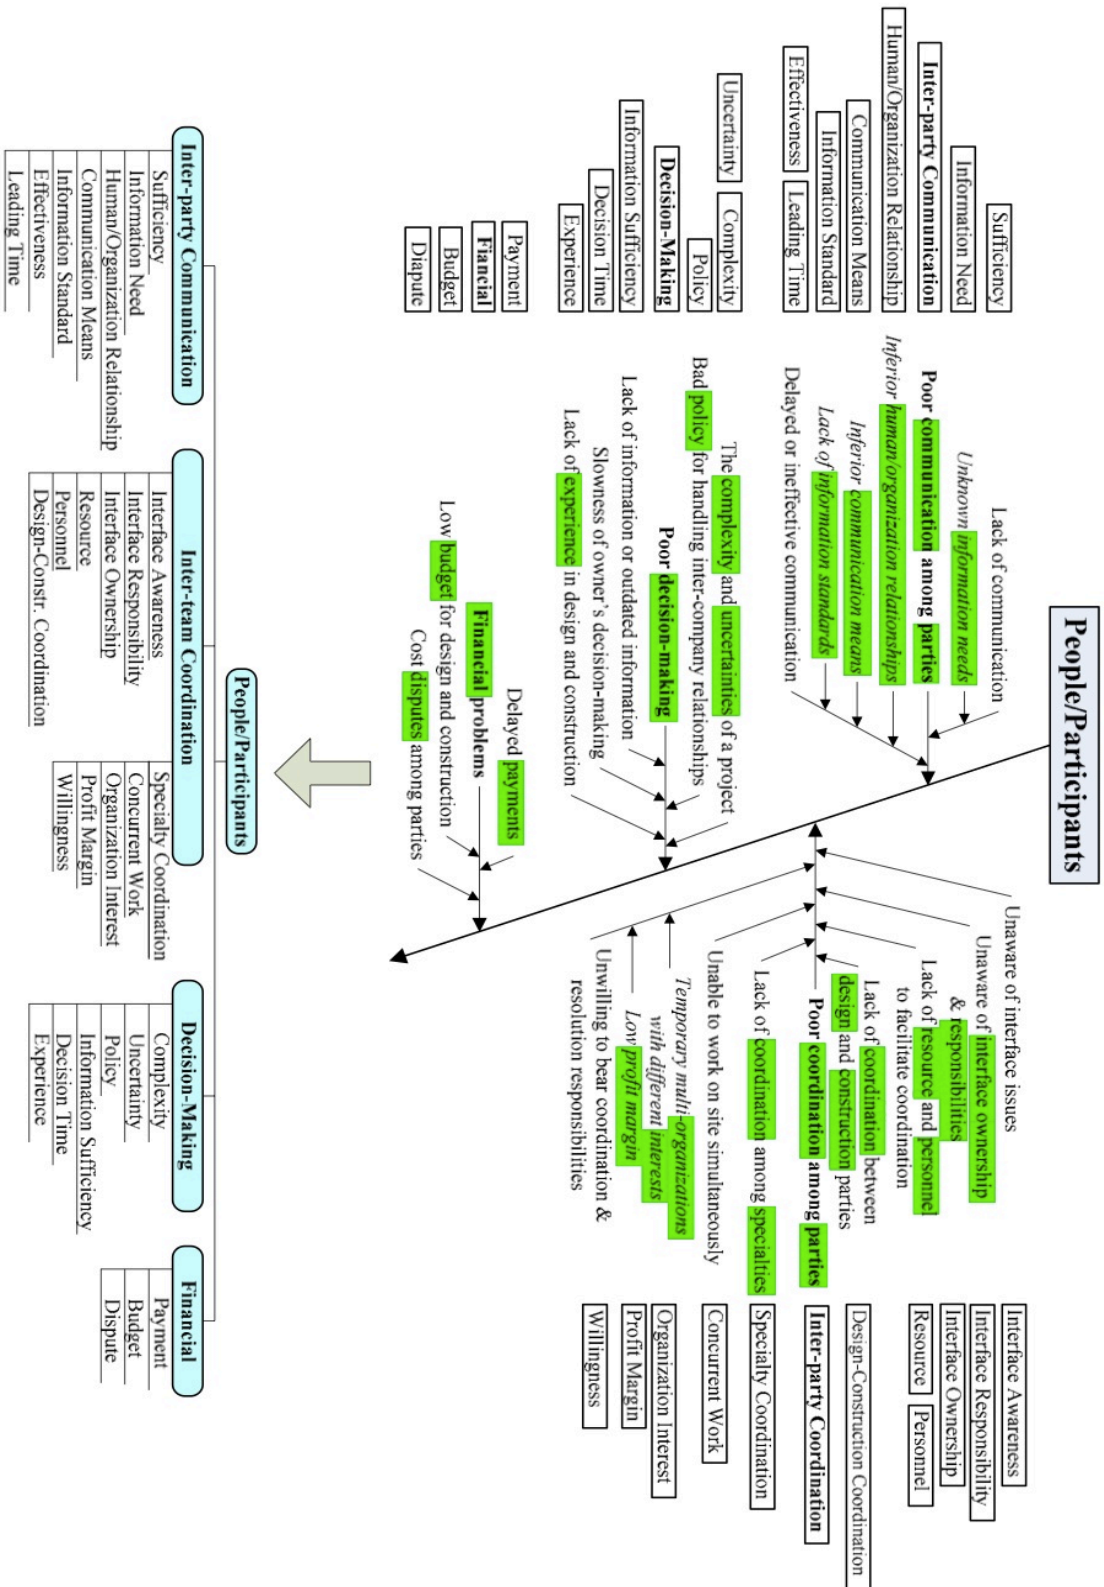 People/Participants
Sufficiency
Information Need
Inter-party Communication
Human/Organization Relationship
Communication Means
Information Standard
Effectiveness
Leading Time
Uncertainty
Complexity
Policy
Decision-Making
Information Sufficiency
Decision Time
Experience
Payment
Fiancial
Budget
Diapute
Lack of communication
Unknown information needs
Poor communication among parties
Inferior human/organization relationships
Inferior communication means
Lack of information standards
Delayed or ineffective communication
The complexity and uncertainties of a project
Bad policy for handling inter-company relationships
Poor decision-making
Lack of information or outdated information
Slowness of owner's decision-making
Lack of experience in design and construction
Delayed payments
Financial problems
Low budget for design and construction
Cost disputes among parties
Unaware of interface issues
Unaware of interface ownership
& responsibilities
Lack of resource and personnel
to facilitate coordination
Lack of coordination between
design and construction parties
Poor coordination among parties
Lack of coordination among specialties
Unable to work on site simultaneously
Temporary multi-organizations
with different interests
Low profit margin
Unwilling to bear coordination &
resolution responsibilities
Interface Awareness
Interface Responsibility
Interface Ownership
Resource
Personnel
Design-Construction Coordination
Inter-party Coordination
Specialty Coordination
Concurrent Work
Organization Interest
Profit Margin
Willingness
People/Participants
Inter-party Communication
Sufficiency
Information Need
Human/Organization Relationship
Communication Means
Information Standard
Effectiveness
Leading Time
Inter-team Coordination
Interface Awareness
Interface Responsibility
Interface Ownership
Resource
Personnel
Design-Constr. Coordination
Specialty Coordination
Concurrent Work
Organization Interest
Profit Margin
Willingness
Decision-Making
Complexity
Uncertainty
Policy
Information Sufficiency
Decision Time
Experience
Financial
Payment
Budget
Dispute